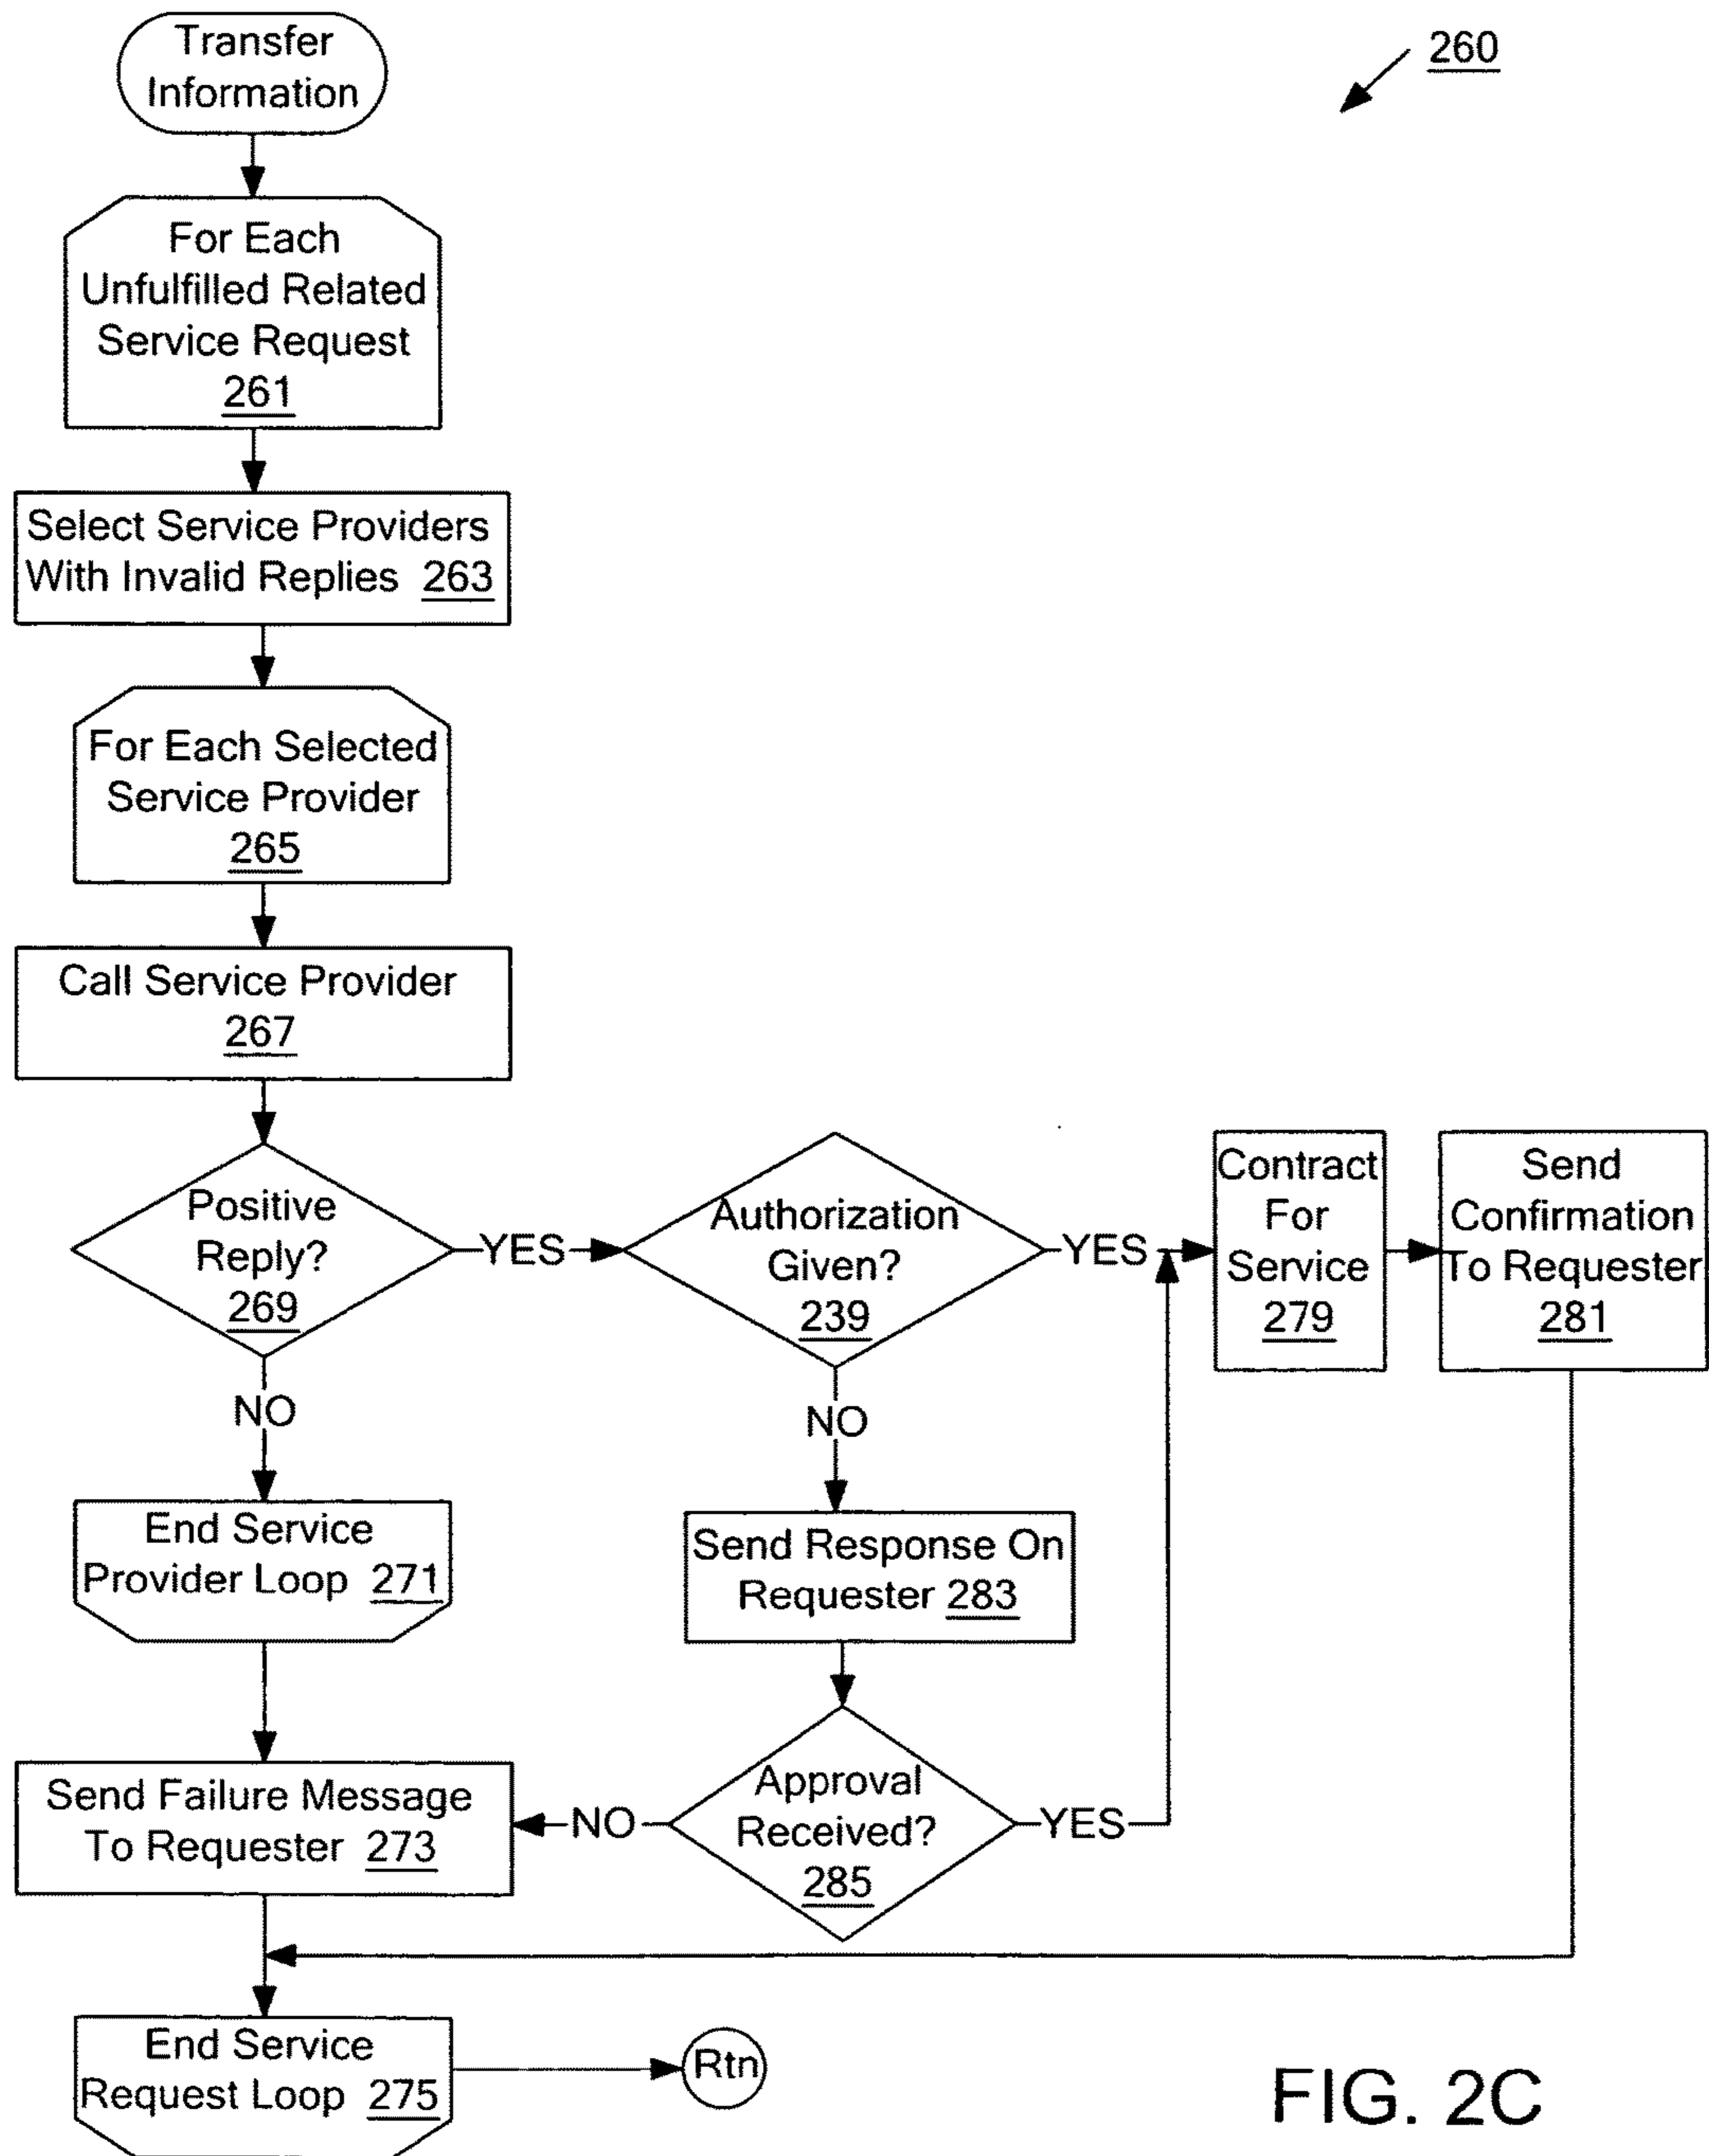 Transfer
Information
260
For Each
Unfulfilled Related
Service Request
261
Select Service Providers
With Invalid Replies 263
For Each Selected
Service Provider
265
Call Service Provider
267
Positive
Reply?
269
YES
Authorization
Given?
239
YES
Contract
For
Service
279
Send
Confirmation
To Requester
281
NO
NO
End Service
Provider Loop 271
Send Response On
Requester 283
Send Failure Message
To Requester 273
NO
Approval
Received?
285
YES
End Service
Request Loop 275
Rtn
FIG. 2C